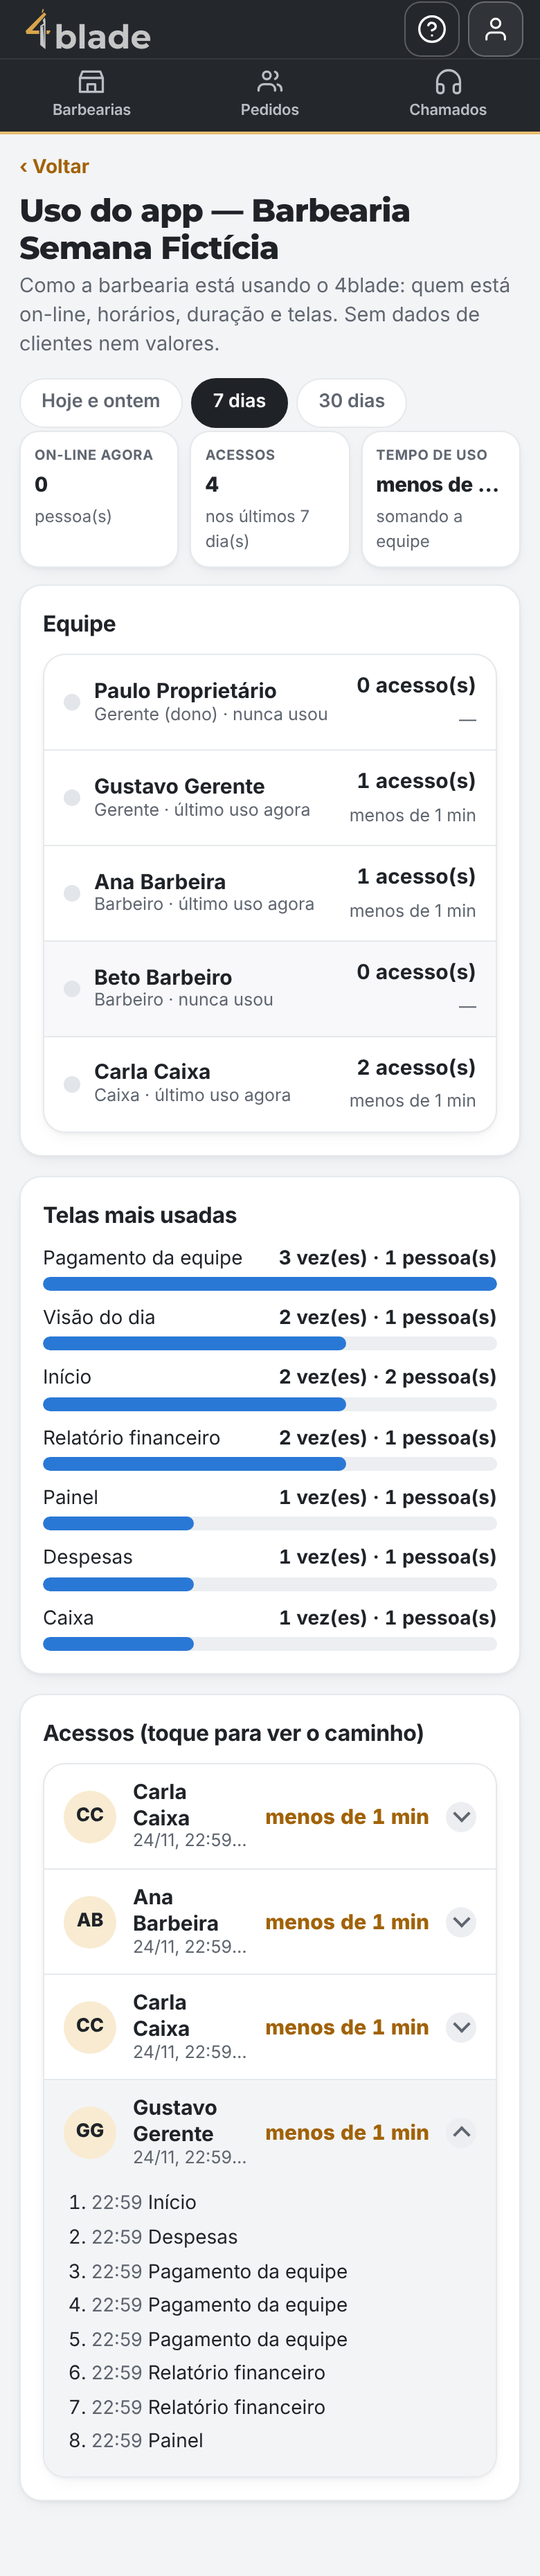 4blade
Barbearias
Pedidos
Chamados
‹ Voltar
Uso do app — Barbearia
Semana Fictícia
Como a barbearia está usando o 4blade: quem está
on-line, horários, duração e telas. Sem dados de
clientes nem valores.
Hoje e ontem
7 dias
30 dias
ON-LINE AGORA
0
pessoa(s)
ACESSOS
4
nos últimos 7
dia(s)
TEMPO DE USO
menos de ...
somando a
equipe
Equipe
Paulo Proprietário
Gerente (dono) · nunca usou
0 acesso(s)
—
Gustavo Gerente
Gerente · último uso agora
1 acesso(s)
menos de 1 min
Ana Barbeira
Barbeiro · último uso agora
1 acesso(s)
menos de 1 min
Beto Barbeiro
Barbeiro · nunca usou
0 acesso(s)
—
Carla Caixa
Caixa · último uso agora
2 acesso(s)
menos de 1 min
Telas mais usadas
Pagamento da equipe 3 vez(es) · 1 pessoa(s)
Visão do dia 2 vez(es) · 1 pessoa(s)
Início 2 vez(es) · 2 pessoa(s)
Relatório financeiro 2 vez(es) · 1 pessoa(s)
Painel 1 vez(es) · 1 pessoa(s)
Despesas 1 vez(es) · 1 pessoa(s)
Caixa 1 vez(es) · 1 pessoa(s)
Acessos (toque para ver o caminho)
CC
Carla
Caixa
24/11, 22:59...
menos de 1 min
AB
Ana
Barbeira
24/11, 22:59...
menos de 1 min
CC
Carla
Caixa
24/11, 22:59...
menos de 1 min
GG
Gustavo
Gerente
24/11, 22:59...
menos de 1 min
1. 22:59 Início
2. 22:59 Despesas
3. 22:59 Pagamento da equipe
4. 22:59 Pagamento da equipe
5. 22:59 Pagamento da equipe
6. 22:59 Relatório financeiro
7. 22:59 Relatório financeiro
8. 22:59 Painel